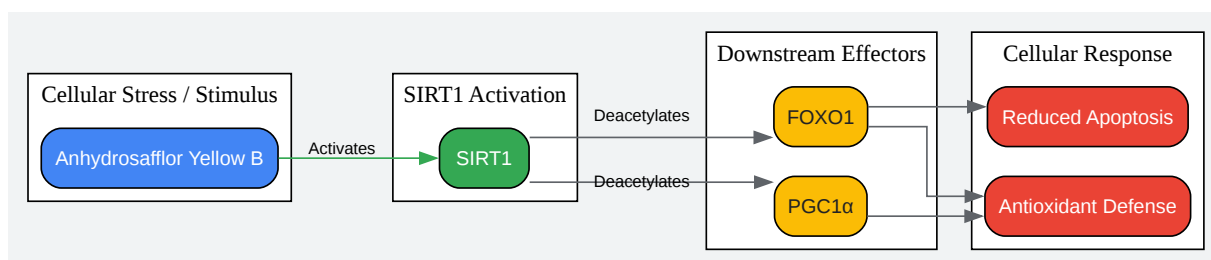 Cellular Stress / Stimulus
Anhydrosafflor Yellow B
Activates
SIRT1 Activation
SIRT1
Deacetylates
Deacetylates
Downstream Effectors
FOXO1
PGC1α
Cellular Response
Reduced Apoptosis
Antioxidant Defense